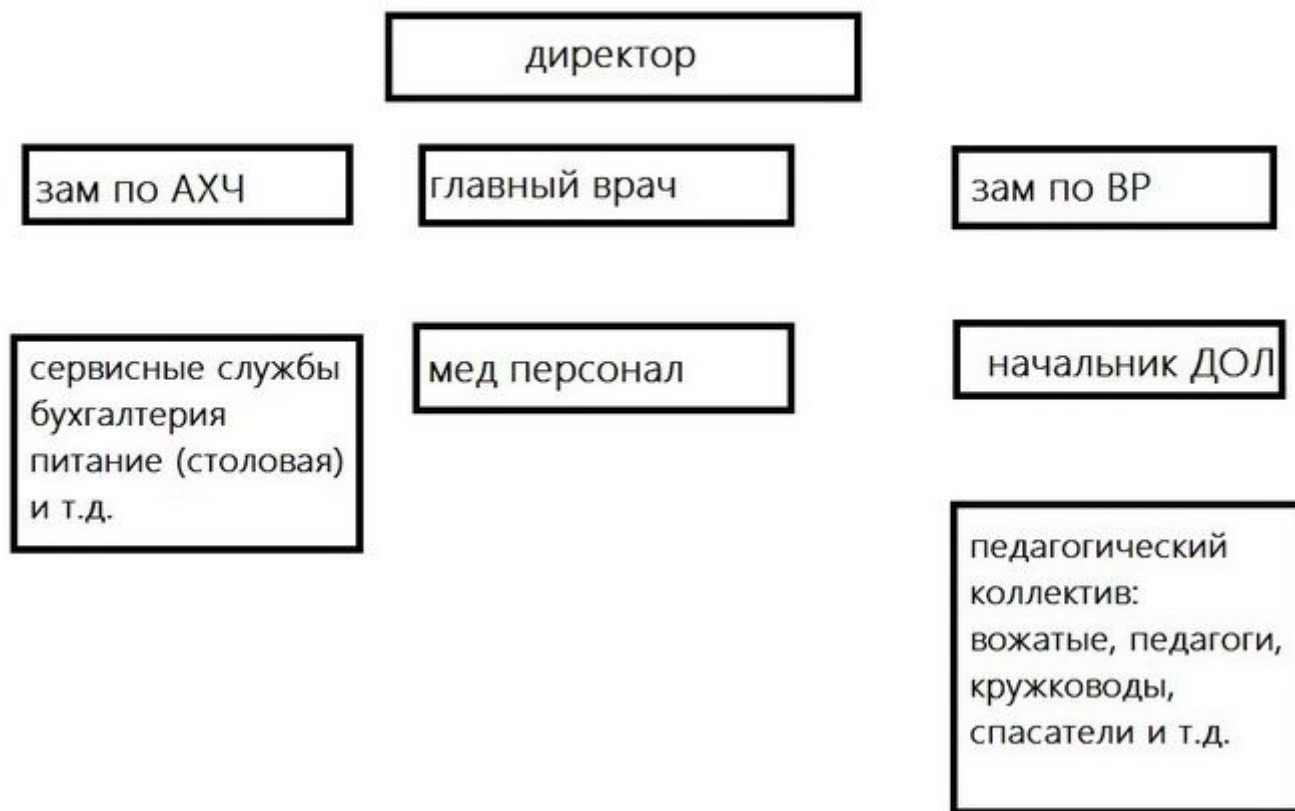 директор
зам по АХЧ
главный врач
зам по ВР
сервисные службы
бухгалтерия
питание (столовая)
и т.д.
мед персонал
начальник ДОЛ
педагогический
коллектив:
вожатые, педагоги,
кружководы,
спасатели и т.д.